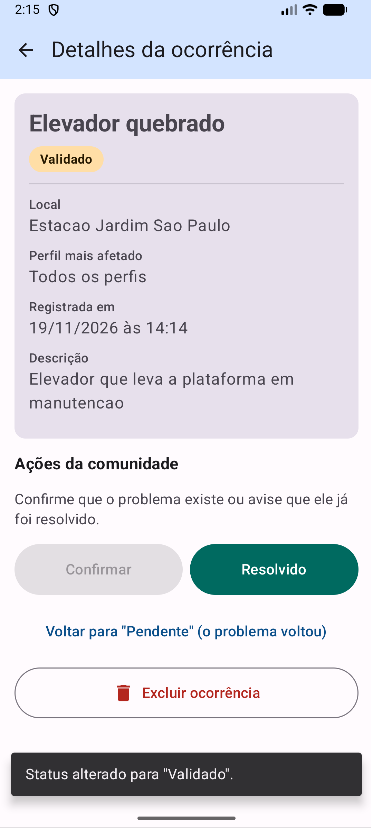 2:15
Detalhes da ocorrência
Elevador quebrado
Validado
Local
Estacao Jardim Sao Paulo
Perfil mais afetado
Todos os perfis
Registrada em
19/11/2026 às 14:14
Descrição
Elevador que leva a plataforma em
manutencao
Ações da comunidade
Confirme que o problema existe ou avise que ele já
foi resolvido.
Confirmar
Resolvido
Voltar para "Pendente" (o problema voltou)
Excluir ocorrência
Status alterado para "Validado".